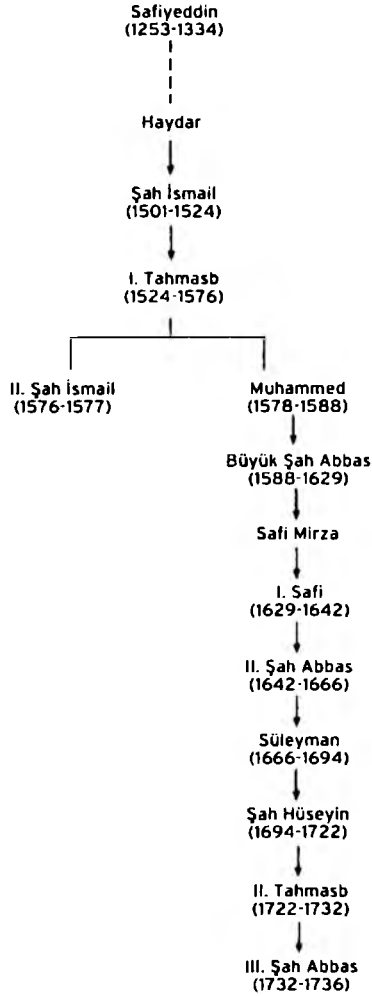 Safiyeddin
(1253-1334)
Haydar
Şah İsmail
(1501-1524)
I. Tahmasb
(1524-1576)
II. Şah İsmail
(1576-1577)
Muhammed
(1578-1588)
Büyük Şah Abbas
(1588-1629)
Safi Mirza
I. Safi
(1629-1642)
II. Şah Abbas
(1642-1666)
Süleyman
(1666-1694)
Şah Hüseyin
(1694-1722)
II. Tahmasb
(1722-1732)
III. Şah Abbas
(1732-1736)